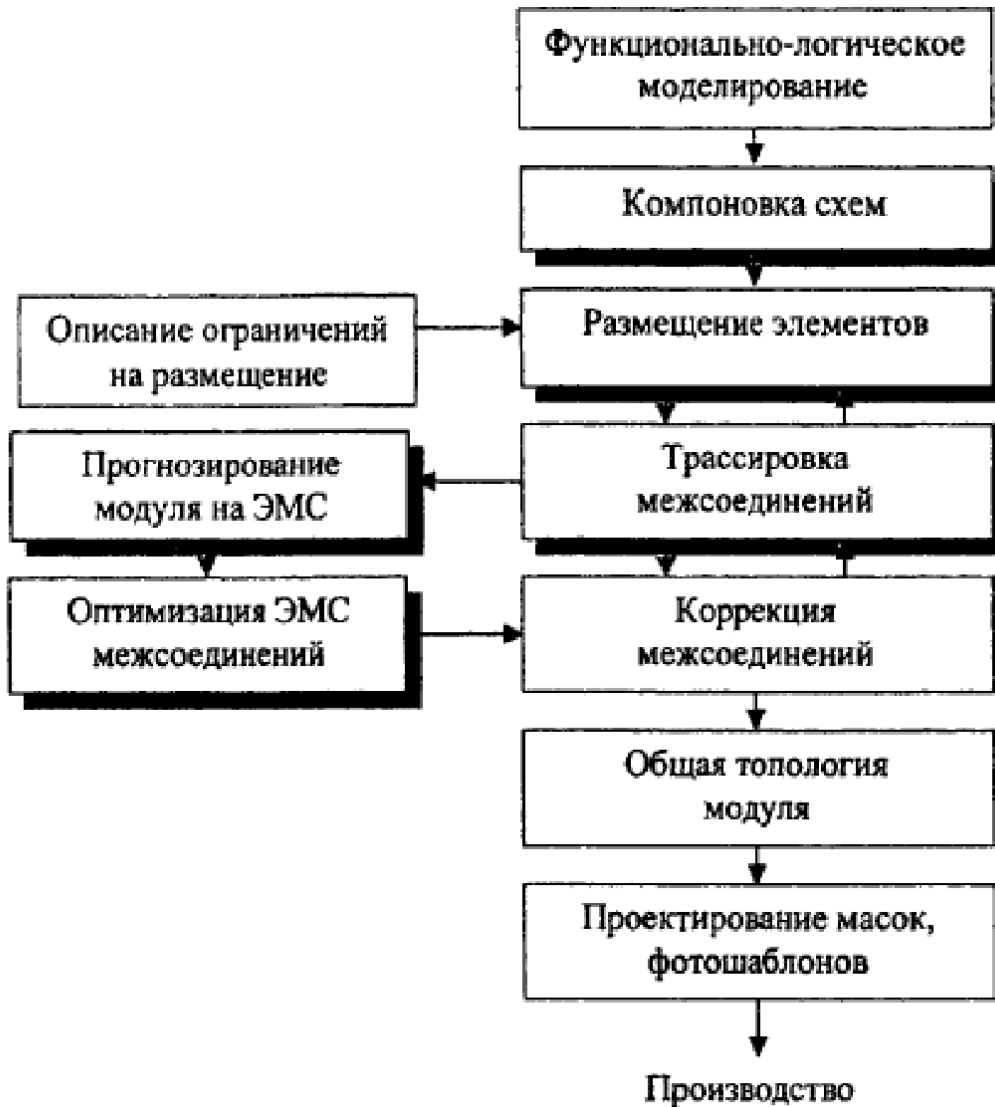 Функционально-логическое
моделирование
Компоновка схем
Описание ограничений
на размещение
Размещение элементов
Прогнозирование
модуля на ЭМС
Трассировка
межсоединений
Оптимизация ЭМС
межсоединений
Коррекция
межсоединений
Общая топология
модуля
Проектирование масок,
фотошаблонов
Производство